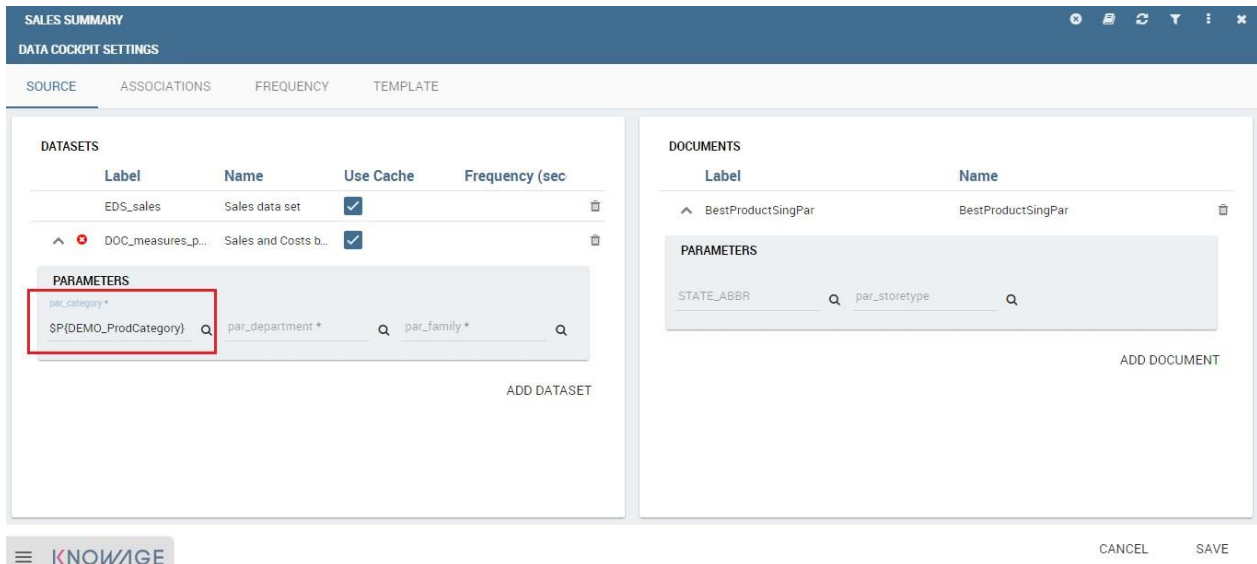 SALES SUMMARY
DATA COCKPIT SETTINGS
SOURCE ASSOCIATIONS FREQUENCY TEMPLATE
DATASETS
Label Name Use Cache Frequency (sec
EDS_sales Sales data set
DOC_measures_p... Sales and Costs b...
PARAMETERS
par_category *
$P{DEMO_ProdCategory} par_department * par_family *
ADD DATASET
DOCUMENTS
Label Name
BestProductSingPar BestProductSingPar
PARAMETERS
STATE_ABBR par_storetype
ADD DOCUMENT
KNOWAGE
CANCEL SAVE